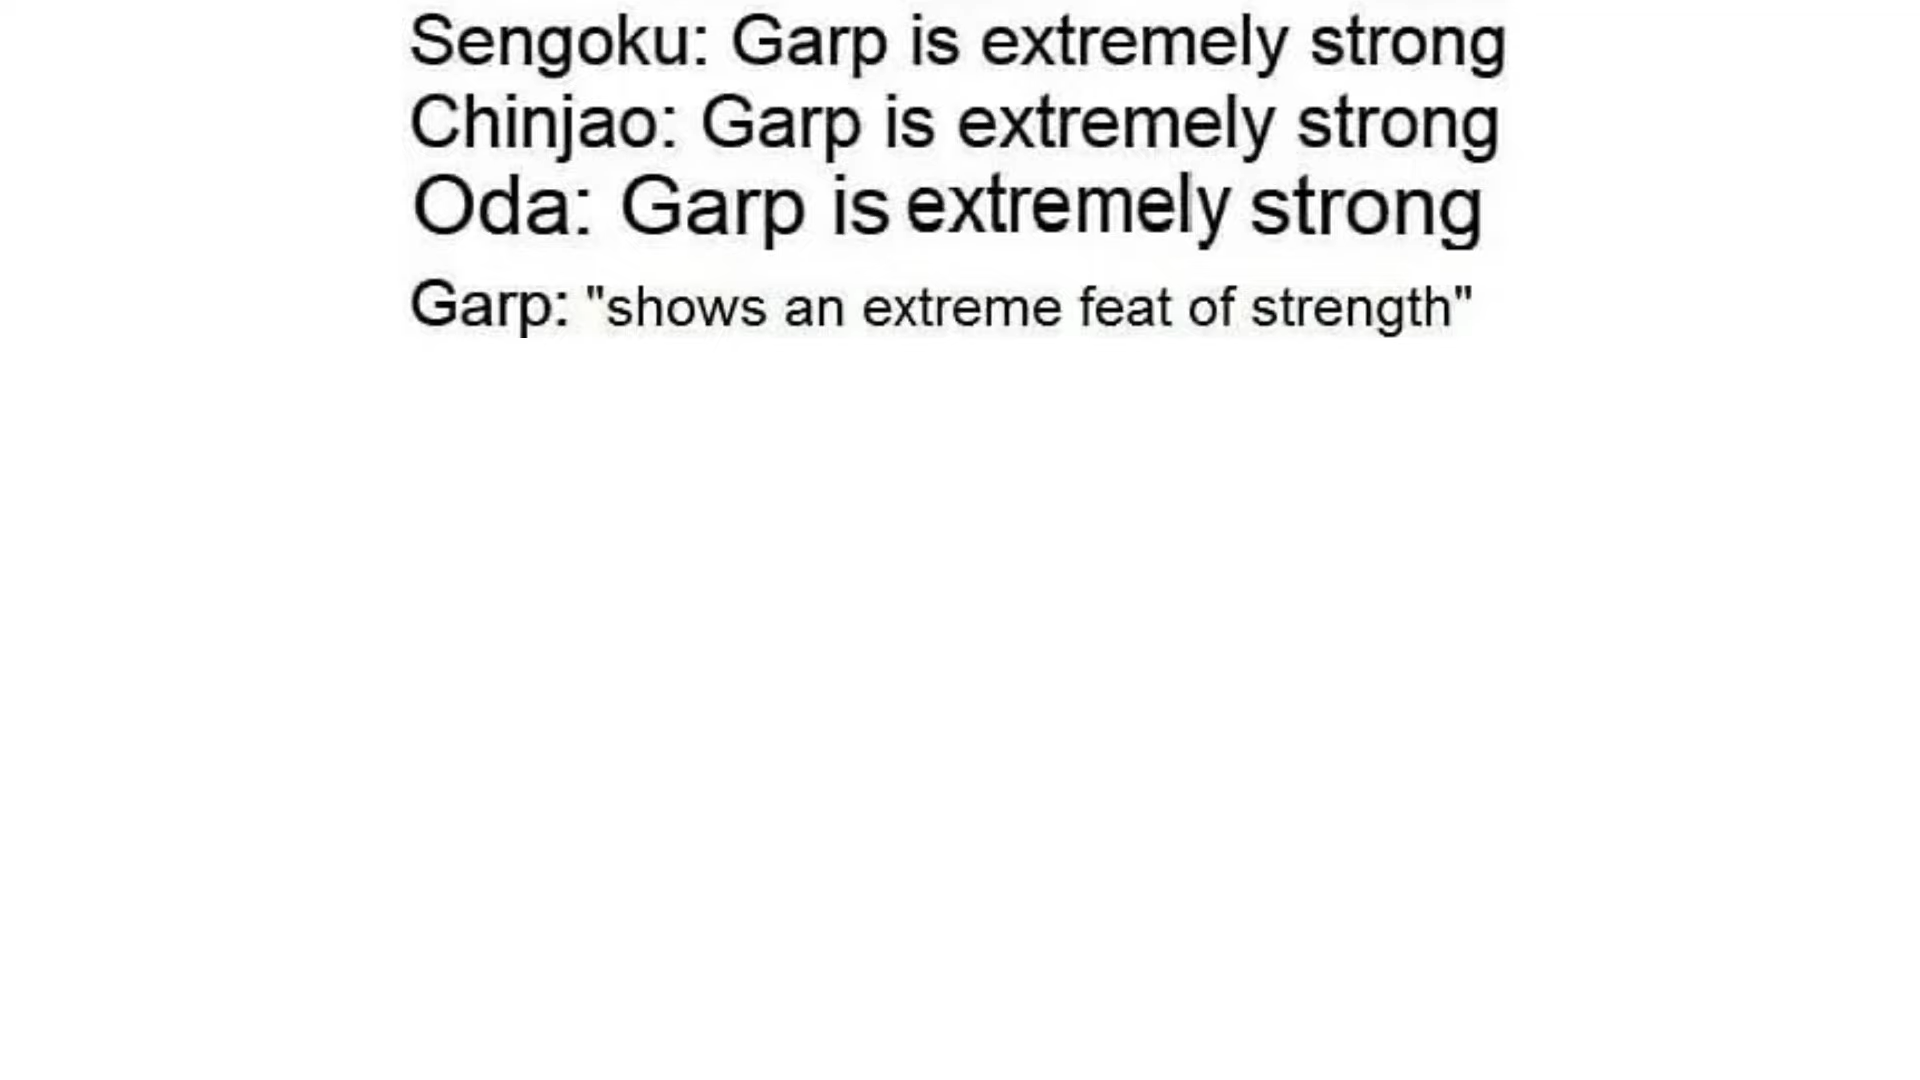 Sengoku: Garp is extremely strong
Chinjao: Garp is extremely strong
Oda: Garp is extremely strong
Garp: "shows an extreme feat of strength"